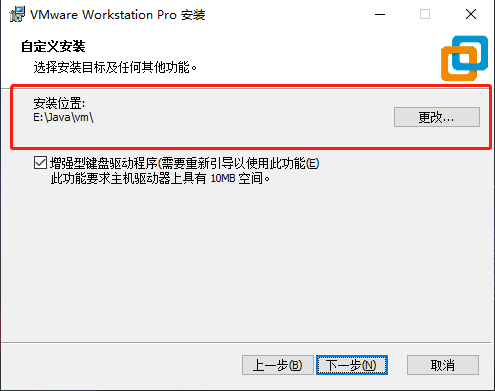 VMware Workstation Pro 安装
自定义安装
选择安装目标及任何其他功能。
安装位置:
E:\Java\vm\
更改...
增强型键盘驱动程序(需要重新引导以使用此功能(E)
此功能要求主机驱动器上具有 10MB 空间。
上一步(B)
下一步(N)
取消